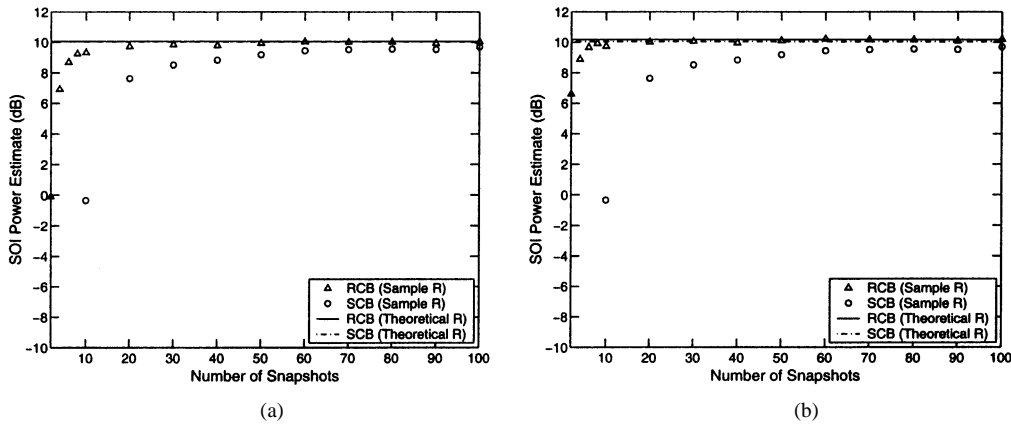 12
10
8
6
4
2
0
−2
−4
−6
−8
−10
SOI Power Estimate (dB)
RCB (Sample R)
SCB (Sample R)
RCB (Theoretical R)
SCB (Theoretical R)
10 20 30 40 50 60 70 80 90 100
Number of Snapshots
(a)
12
10
8
6
4
2
0
−2
−4
−6
−8
−10
SOI Power Estimate (dB)
RCB (Sample R)
SCB (Sample R)
RCB (Theoretical R)
SCB (Theoretical R)
10 20 30 40 50 60 70 80 90 100
Number of Snapshots
(b)